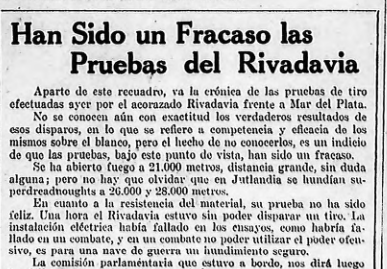 Han Sido un Fracaso las
Pruebas del Rivadavia
Aparto de este recuadro, va la crónica de las pruebas de tiro
efectuadas ayer por el acorazado Rivadavia frente a Mar del Plata.
No se conocen aún con exactitud los verdaderos resultados de
esos disparos, en lo que se refiere a competencia y eficacia de los
mismos sobre el blanco, pero el hecho de no conocerlos, es un indicio
de que las pruebas, bajo este punto de vista, han sido un fracaso.
Se ha abierto fuego a 21.000 metros, distancia grande, sin duda
alguna; pero no hay que olvidar que en Jutlandia se hundían su-
perdreadnoughts a 26.000 y 28.000 metros.
En cuanto a la resistencia del material, su prueba no ha sido
feliz. Una hora el Rivadavia estuvo sin poder disparar un tiro. La
instalación eléctrica había fallado en los ensayos, como habría fa-
llado en un combate, y en un combate no poder utilizar el poder ofen-
sivo, es para una nave de guerra un hundimiento seguro.
La comisión parlamentaria que estuvo a bordo, nos dirá luego